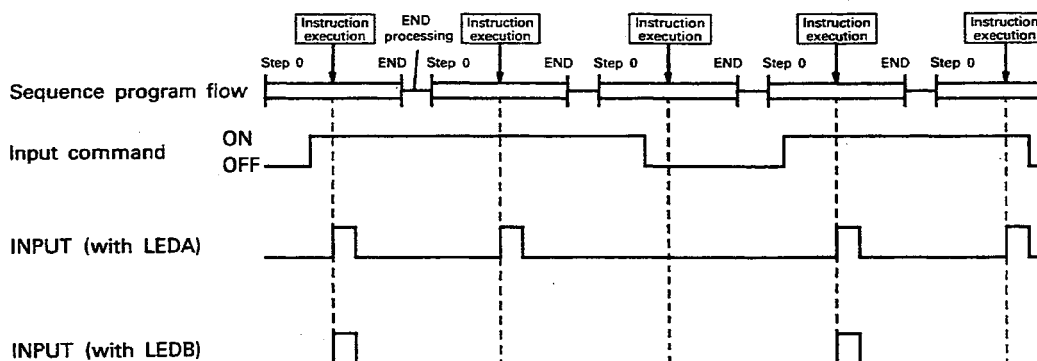 Instruction execution
END processing
Instruction execution
Instruction execution
Instruction execution
Instruction execution
Step 0 END Step 0 END Step 0 END Step 0 END Step 0
Sequence program flow
Input command ON OFF
INPUT (with LEDA)
INPUT (with LEDB)